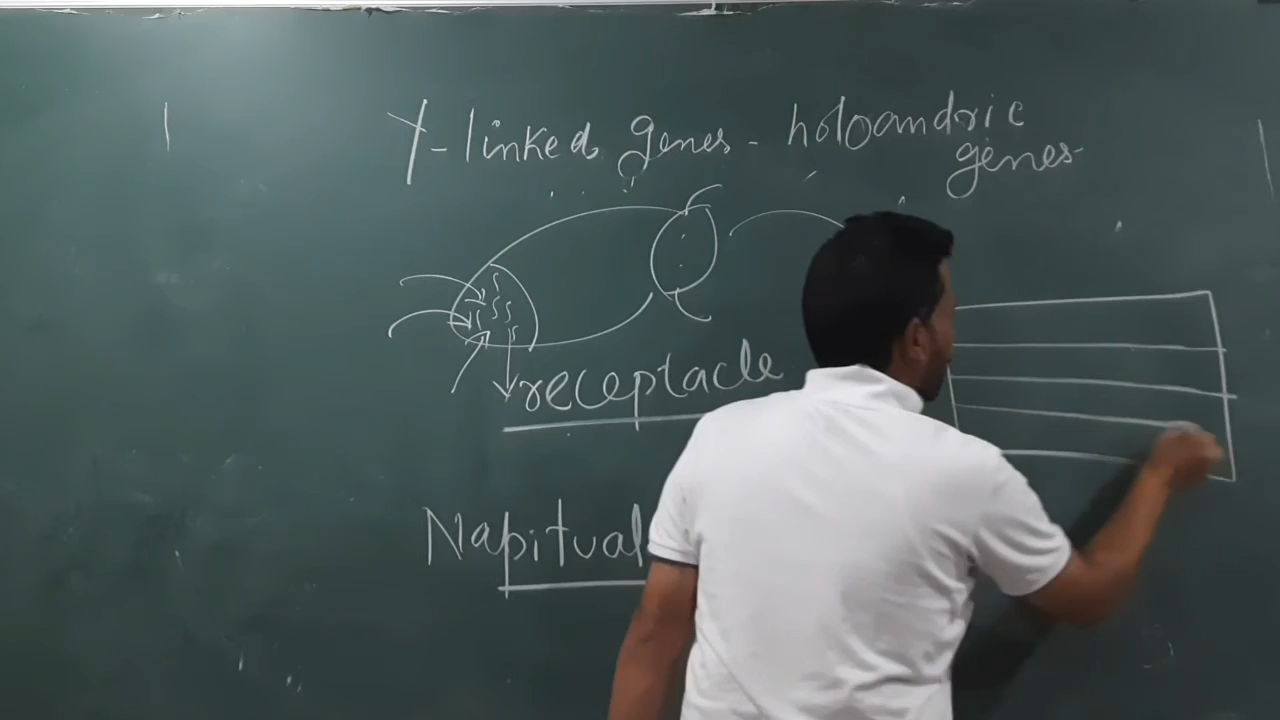 Y-linked genes - holoandric
genes-
receptacle
Napitual